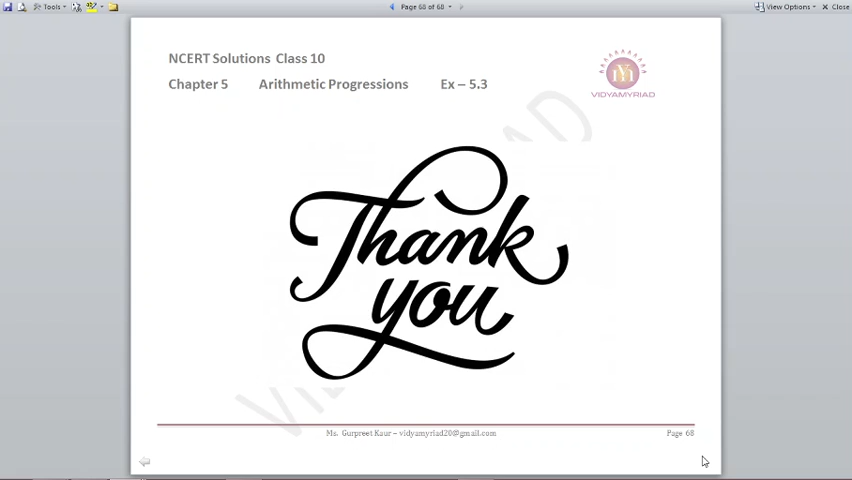 Tools
Page 68 of 68
View Options
Close
NCERT Solutions Class 10
Chapter 5 Arithmetic Progressions Ex – 5.3
VIDYAMYRIAD
Thank
you
Ms. Gurpreet Kaur – vidyamyriad20@gmail.com
Page 68